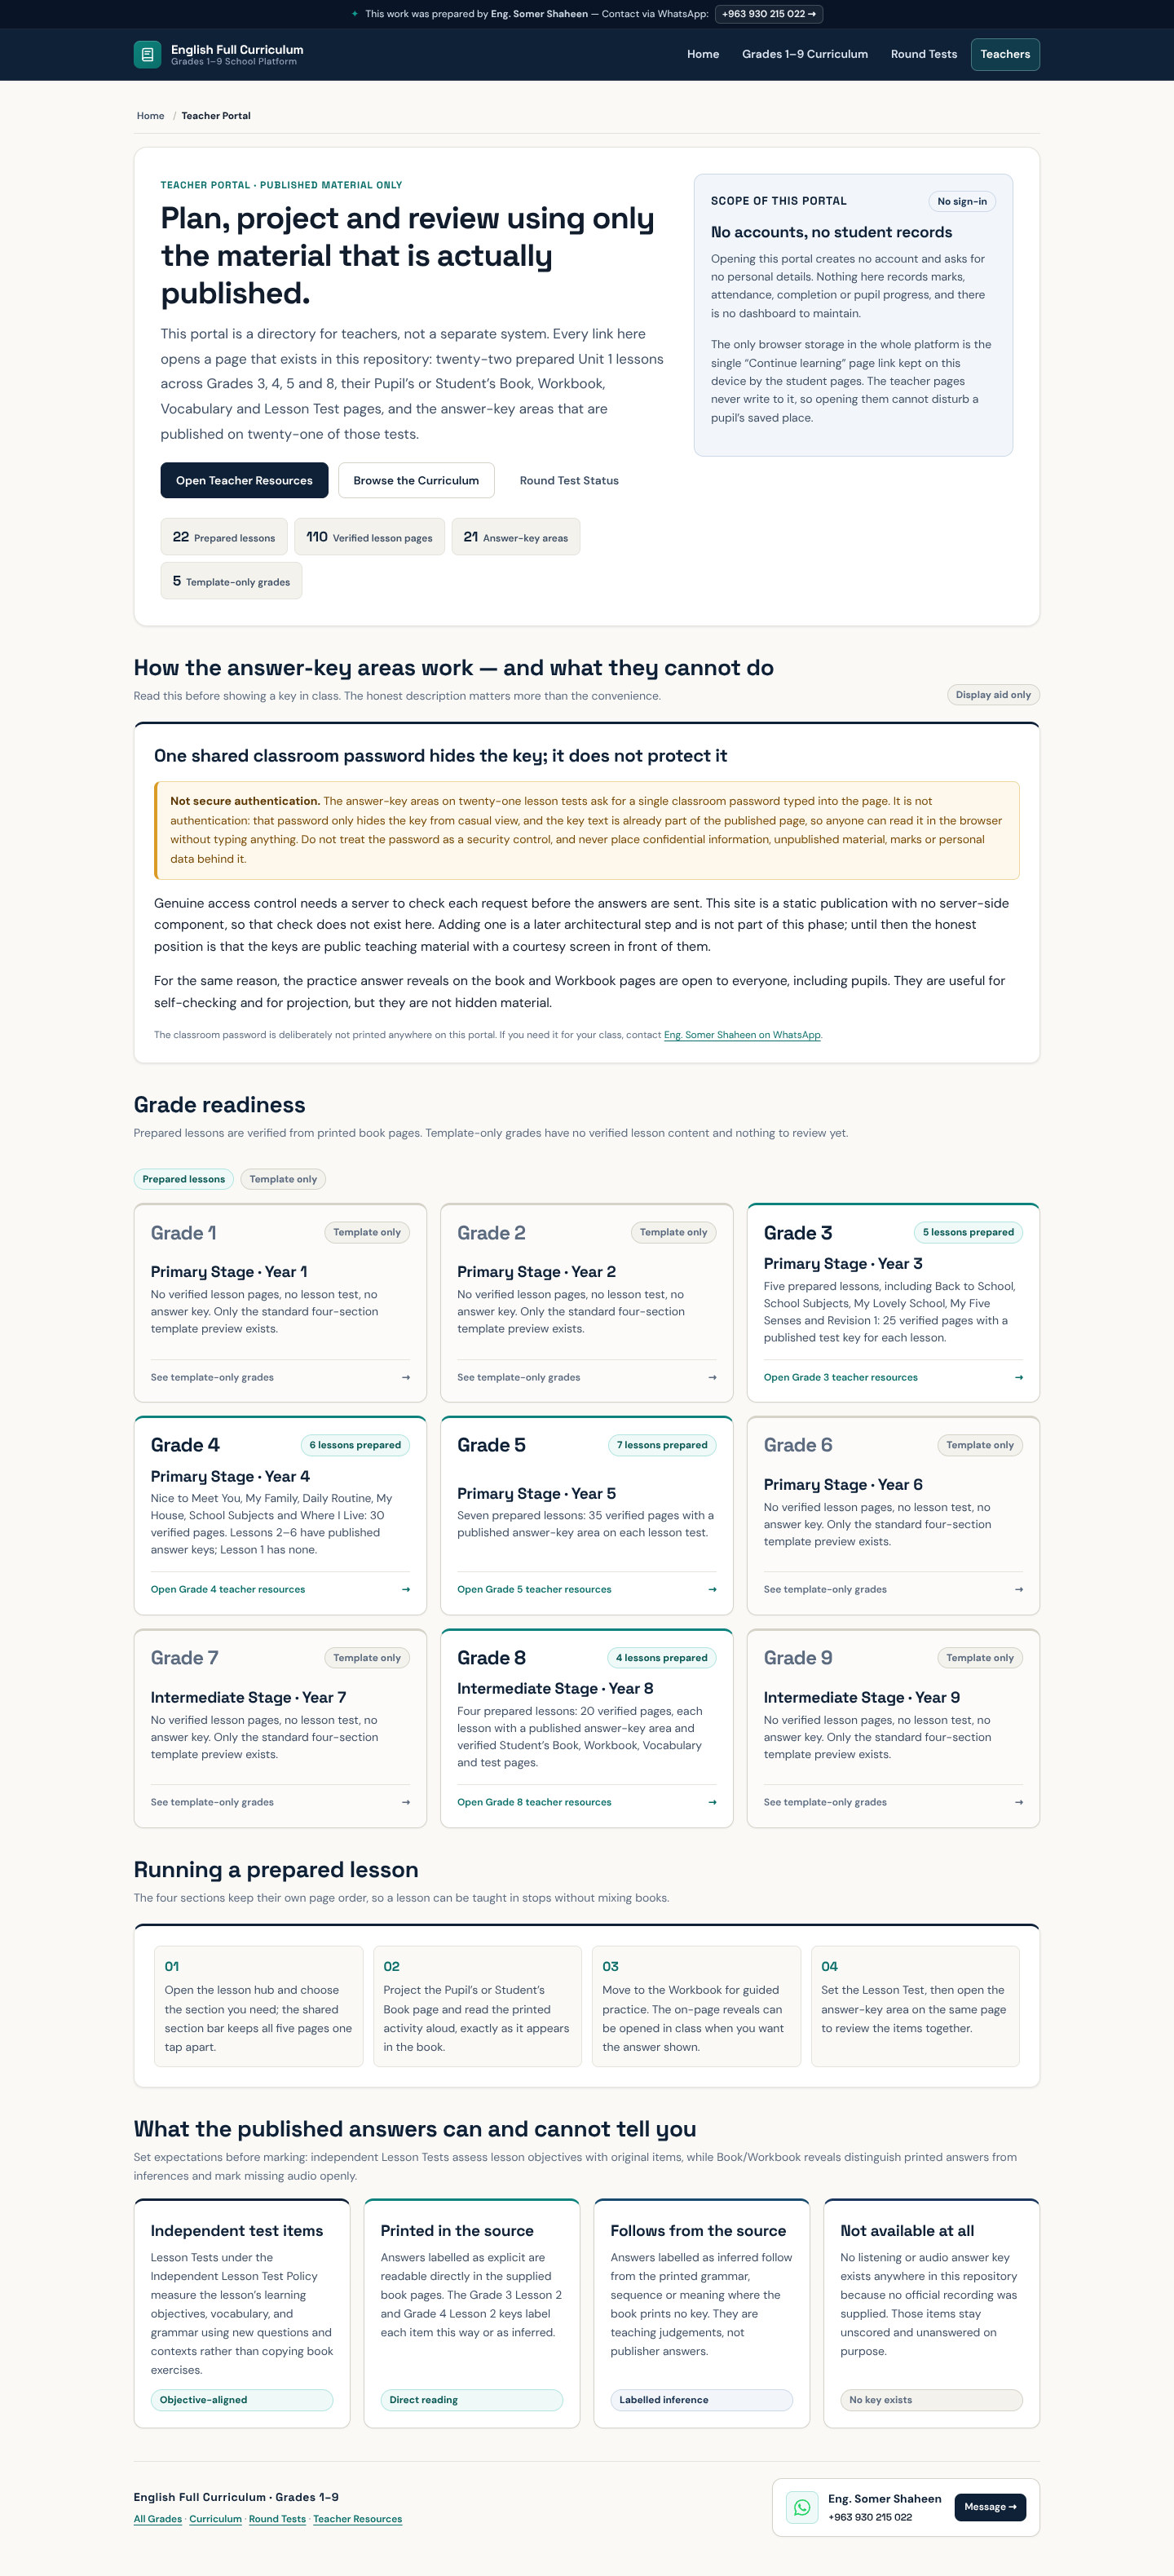 ✦ This work was prepared by Eng. Somer Shaheen — Contact via WhatsApp: +963 930 215 022 →
English Full Curriculum
Grades 1–9 School Platform
Home
Grades 1–9 Curriculum
Round Tests
Teachers
Home / Teacher Portal
TEACHER PORTAL · PUBLISHED MATERIAL ONLY
Plan, project and review using only
the material that is actually
published.
This portal is a directory for teachers, not a separate system. Every link here
opens a page that exists in this repository: twenty-two prepared Unit 1 lessons
across Grades 3, 4, 5 and 8, their Pupil’s or Student’s Book, Workbook,
Vocabulary and Lesson Test pages, and the answer-key areas that are
published on twenty-one of those tests.
Open Teacher Resources
Browse the Curriculum
Round Test Status
22 Prepared lessons
110 Verified lesson pages
21 Answer-key areas
5 Template-only grades
SCOPE OF THIS PORTAL
No sign-in
No accounts, no student records
Opening this portal creates no account and asks for
no personal details. Nothing here records marks,
attendance, completion or pupil progress, and there
is no dashboard to maintain.
The only browser storage in the whole platform is the
single “Continue learning” page link kept on this
device by the student pages. The teacher pages
never write to it, so opening them cannot disturb a
pupil’s saved place.
How the answer-key areas work — and what they cannot do
Read this before showing a key in class. The honest description matters more than the convenience.
Display aid only
One shared classroom password hides the key; it does not protect it
Not secure authentication. The answer-key areas on twenty-one lesson tests ask for a single classroom password typed into the page. It is not
authentication: that password only hides the key from casual view, and the key text is already part of the published page, so anyone can read it in the browser
without typing anything. Do not treat the password as a security control, and never place confidential information, unpublished material, marks or personal
data behind it.
Genuine access control needs a server to check each request before the answers are sent. This site is a static publication with no server-side
component, so that check does not exist here. Adding one is a later architectural step and is not part of this phase; until then the honest
position is that the keys are public teaching material with a courtesy screen in front of them.
For the same reason, the practice answer reveals on the book and Workbook pages are open to everyone, including pupils. They are useful for
self-checking and for projection, but they are not hidden material.
The classroom password is deliberately not printed anywhere on this portal. If you need it for your class, contact Eng. Somer Shaheen on WhatsApp.
Grade readiness
Prepared lessons are verified from printed book pages. Template-only grades have no verified lesson content and nothing to review yet.
Prepared lessons
Template only
Grade 1
Template only
Primary Stage · Year 1
No verified lesson pages, no lesson test, no
answer key. Only the standard four-section
template preview exists.
See template-only grades →
Grade 2
Template only
Primary Stage · Year 2
No verified lesson pages, no lesson test, no
answer key. Only the standard four-section
template preview exists.
See template-only grades →
Grade 3
5 lessons prepared
Primary Stage · Year 3
Five prepared lessons, including Back to School,
School Subjects, My Lovely School, My Five
Senses and Revision 1: 25 verified pages with a
published test key for each lesson.
Open Grade 3 teacher resources →
Grade 4
6 lessons prepared
Primary Stage · Year 4
Nice to Meet You, My Family, Daily Routine, My
House, School Subjects and Where I Live: 30
verified pages. Lessons 2–6 have published
answer keys; Lesson 1 has none.
Open Grade 4 teacher resources →
Grade 5
7 lessons prepared
Primary Stage · Year 5
Seven prepared lessons: 35 verified pages with a
published answer-key area on each lesson test.
Open Grade 5 teacher resources →
Grade 6
Template only
Primary Stage · Year 6
No verified lesson pages, no lesson test, no
answer key. Only the standard four-section
template preview exists.
See template-only grades →
Grade 7
Template only
Intermediate Stage · Year 7
No verified lesson pages, no lesson test, no
answer key. Only the standard four-section
template preview exists.
See template-only grades →
Grade 8
4 lessons prepared
Intermediate Stage · Year 8
Four prepared lessons: 20 verified pages, each
lesson with a published answer-key area and
verified Student’s Book, Workbook, Vocabulary
and test pages.
Open Grade 8 teacher resources →
Grade 9
Template only
Intermediate Stage · Year 9
No verified lesson pages, no lesson test, no
answer key. Only the standard four-section
template preview exists.
See template-only grades →
Running a prepared lesson
The four sections keep their own page order, so a lesson can be taught in stops without mixing books.
01
Open the lesson hub and choose
the section you need; the shared
section bar keeps all five pages one
tap apart.
02
Project the Pupil’s or Student’s
Book page and read the printed
activity aloud, exactly as it appears
in the book.
03
Move to the Workbook for guided
practice. The on-page reveals can
be opened in class when you want
the answer shown.
04
Set the Lesson Test, then open the
answer-key area on the same page
to review the items together.
What the published answers can and cannot tell you
Set expectations before marking: independent Lesson Tests assess lesson objectives with original items, while Book/Workbook reveals distinguish printed answers from
inferences and mark missing audio openly.
Independent test items
Lesson Tests under the
Independent Lesson Test Policy
measure the lesson’s learning
objectives, vocabulary, and
grammar using new questions and
contexts rather than copying book
exercises.
Objective-aligned
Printed in the source
Answers labelled as explicit are
readable directly in the supplied
book pages. The Grade 3 Lesson 2
and Grade 4 Lesson 2 keys label
each item this way or as inferred.
Direct reading
Follows from the source
Answers labelled as inferred follow
from the printed grammar,
sequence or meaning where the
book prints no key. They are
teaching judgements, not
publisher answers.
Labelled inference
Not available at all
No listening or audio answer key
exists anywhere in this repository
because no official recording was
supplied. Those items stay
unscored and unanswered on
purpose.
No key exists
English Full Curriculum · Grades 1–9
All Grades · Curriculum · Round Tests · Teacher Resources
Eng. Somer Shaheen
+963 930 215 022
Message →